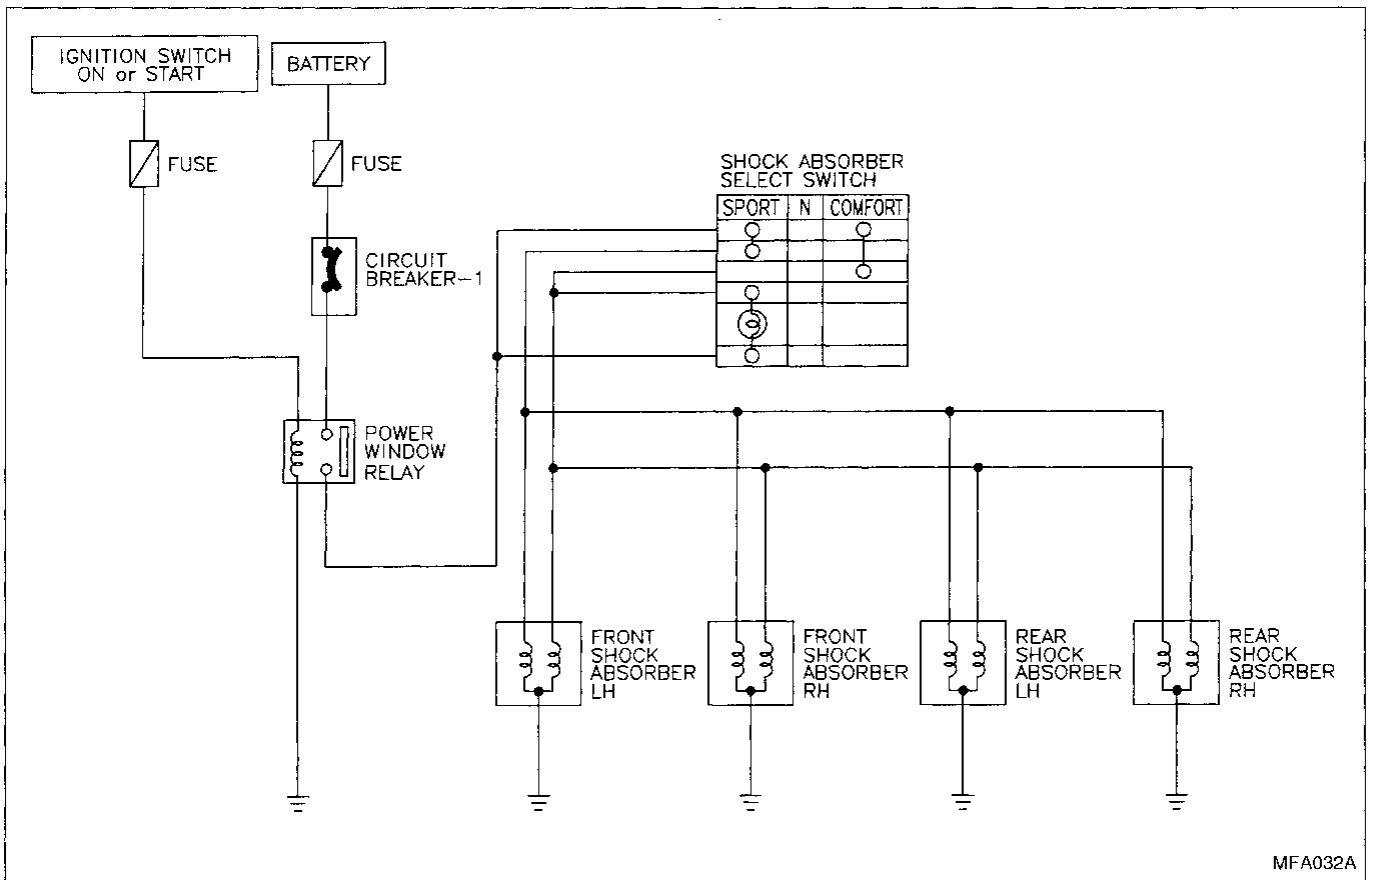 IGNITION SWITCH
ON or START
BATTERY
FUSE
FUSE
SHOCK ABSORBER
SELECT SWITCH
SPORT N COMFORT
CIRCUIT
BREAKER-1
POWER
WINDOW
RELAY
FRONT
SHOCK
ABSORBER
LH
FRONT
SHOCK
ABSORBER
RH
REAR
SHOCK
ABSORBER
LH
REAR
SHOCK
ABSORBER
RH
MFA032A